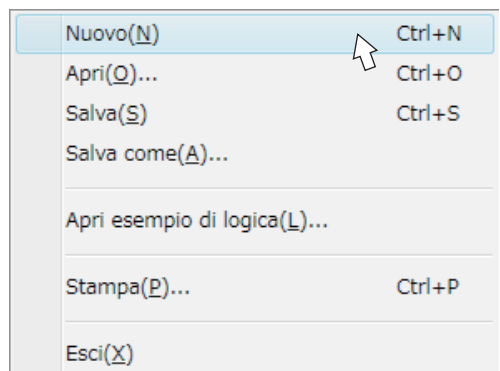 Nuovo(N) Ctrl+N
Apri(O)... Ctrl+O
Salva(S) Ctrl+S
Salva come(A)...
Apri esempio di logica(L)...
Stampa(P)... Ctrl+P
Esci(X)